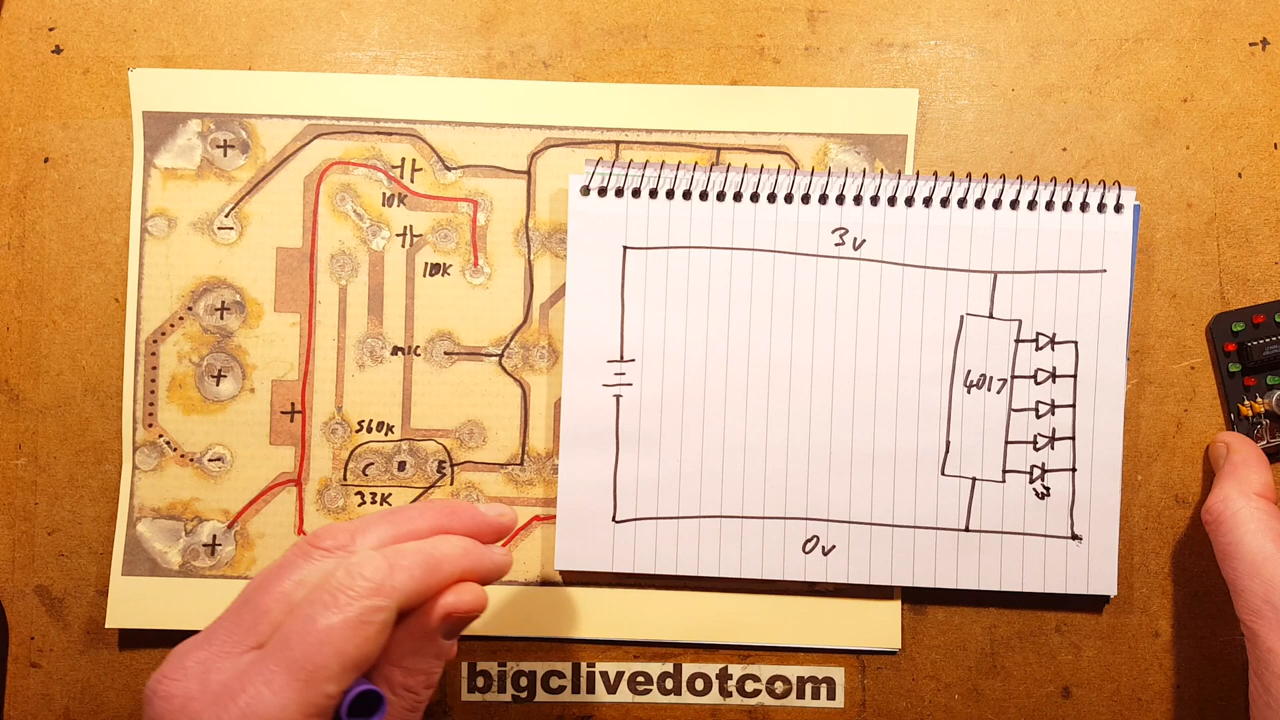 +
10K
−
10K
+
mic
+
+
560K
C B E
−
33K
+
3v
4017
0v
bigclivedotcom